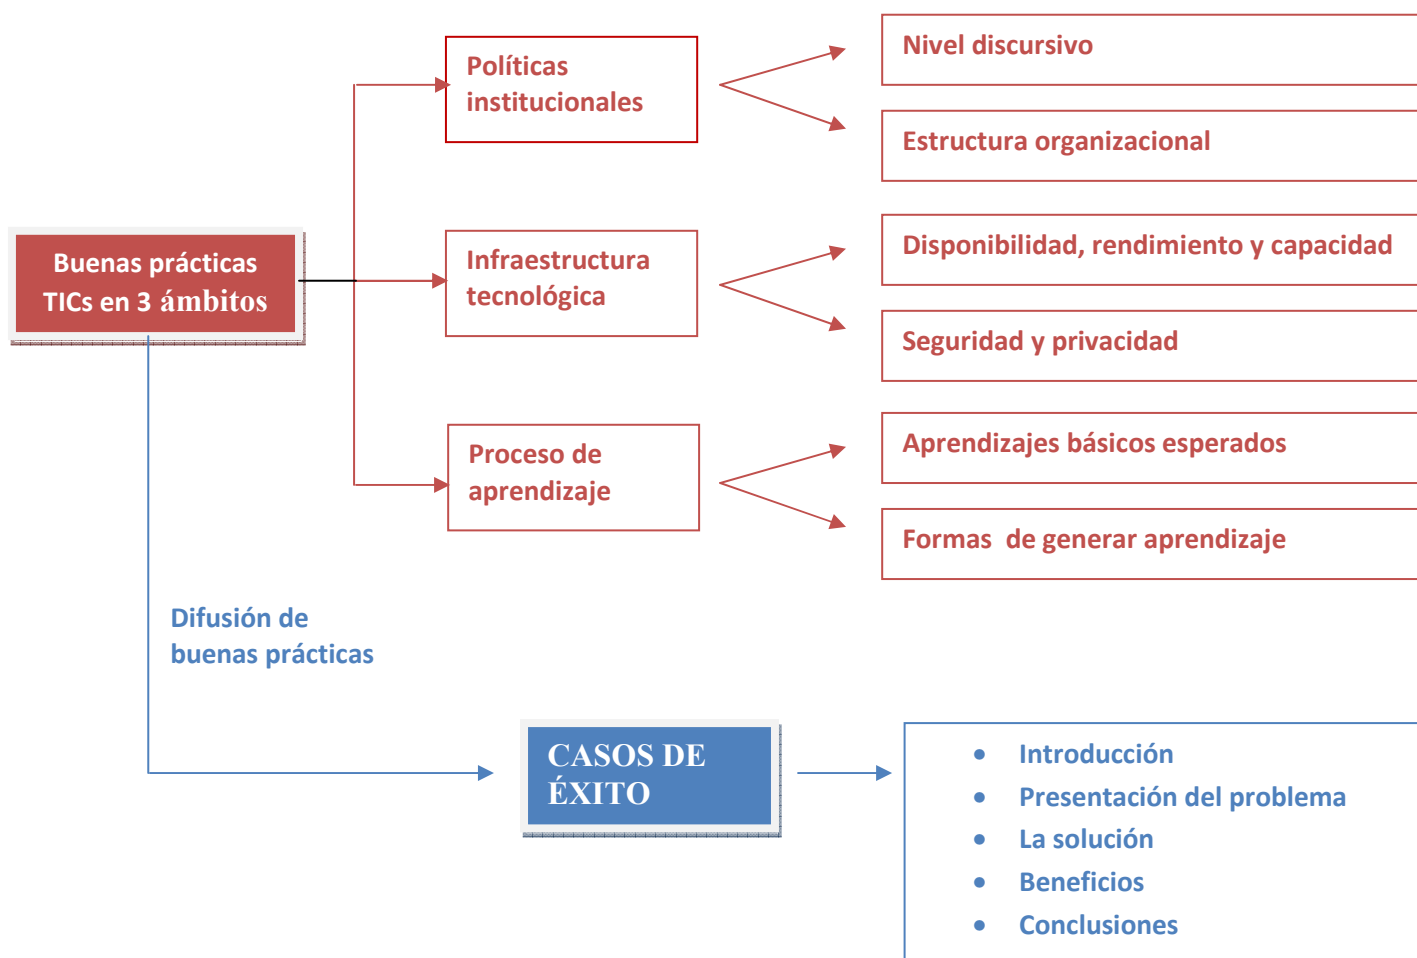 Políticas
institucionales
Nivel discursivo
Estructura organizacional
Buenas prácticas
TICs en 3 ámbitos
Infraestructura
tecnológica
Disponibilidad, rendimiento y capacidad
Seguridad y privacidad
Proceso de
aprendizaje
Aprendizajes básicos esperados
Formas  de generar aprendizaje
Difusión de
buenas prácticas
CASOS DE
ÉXITO
• Introducción
• Presentación del problema
• La solución
• Beneficios
• Conclusiones